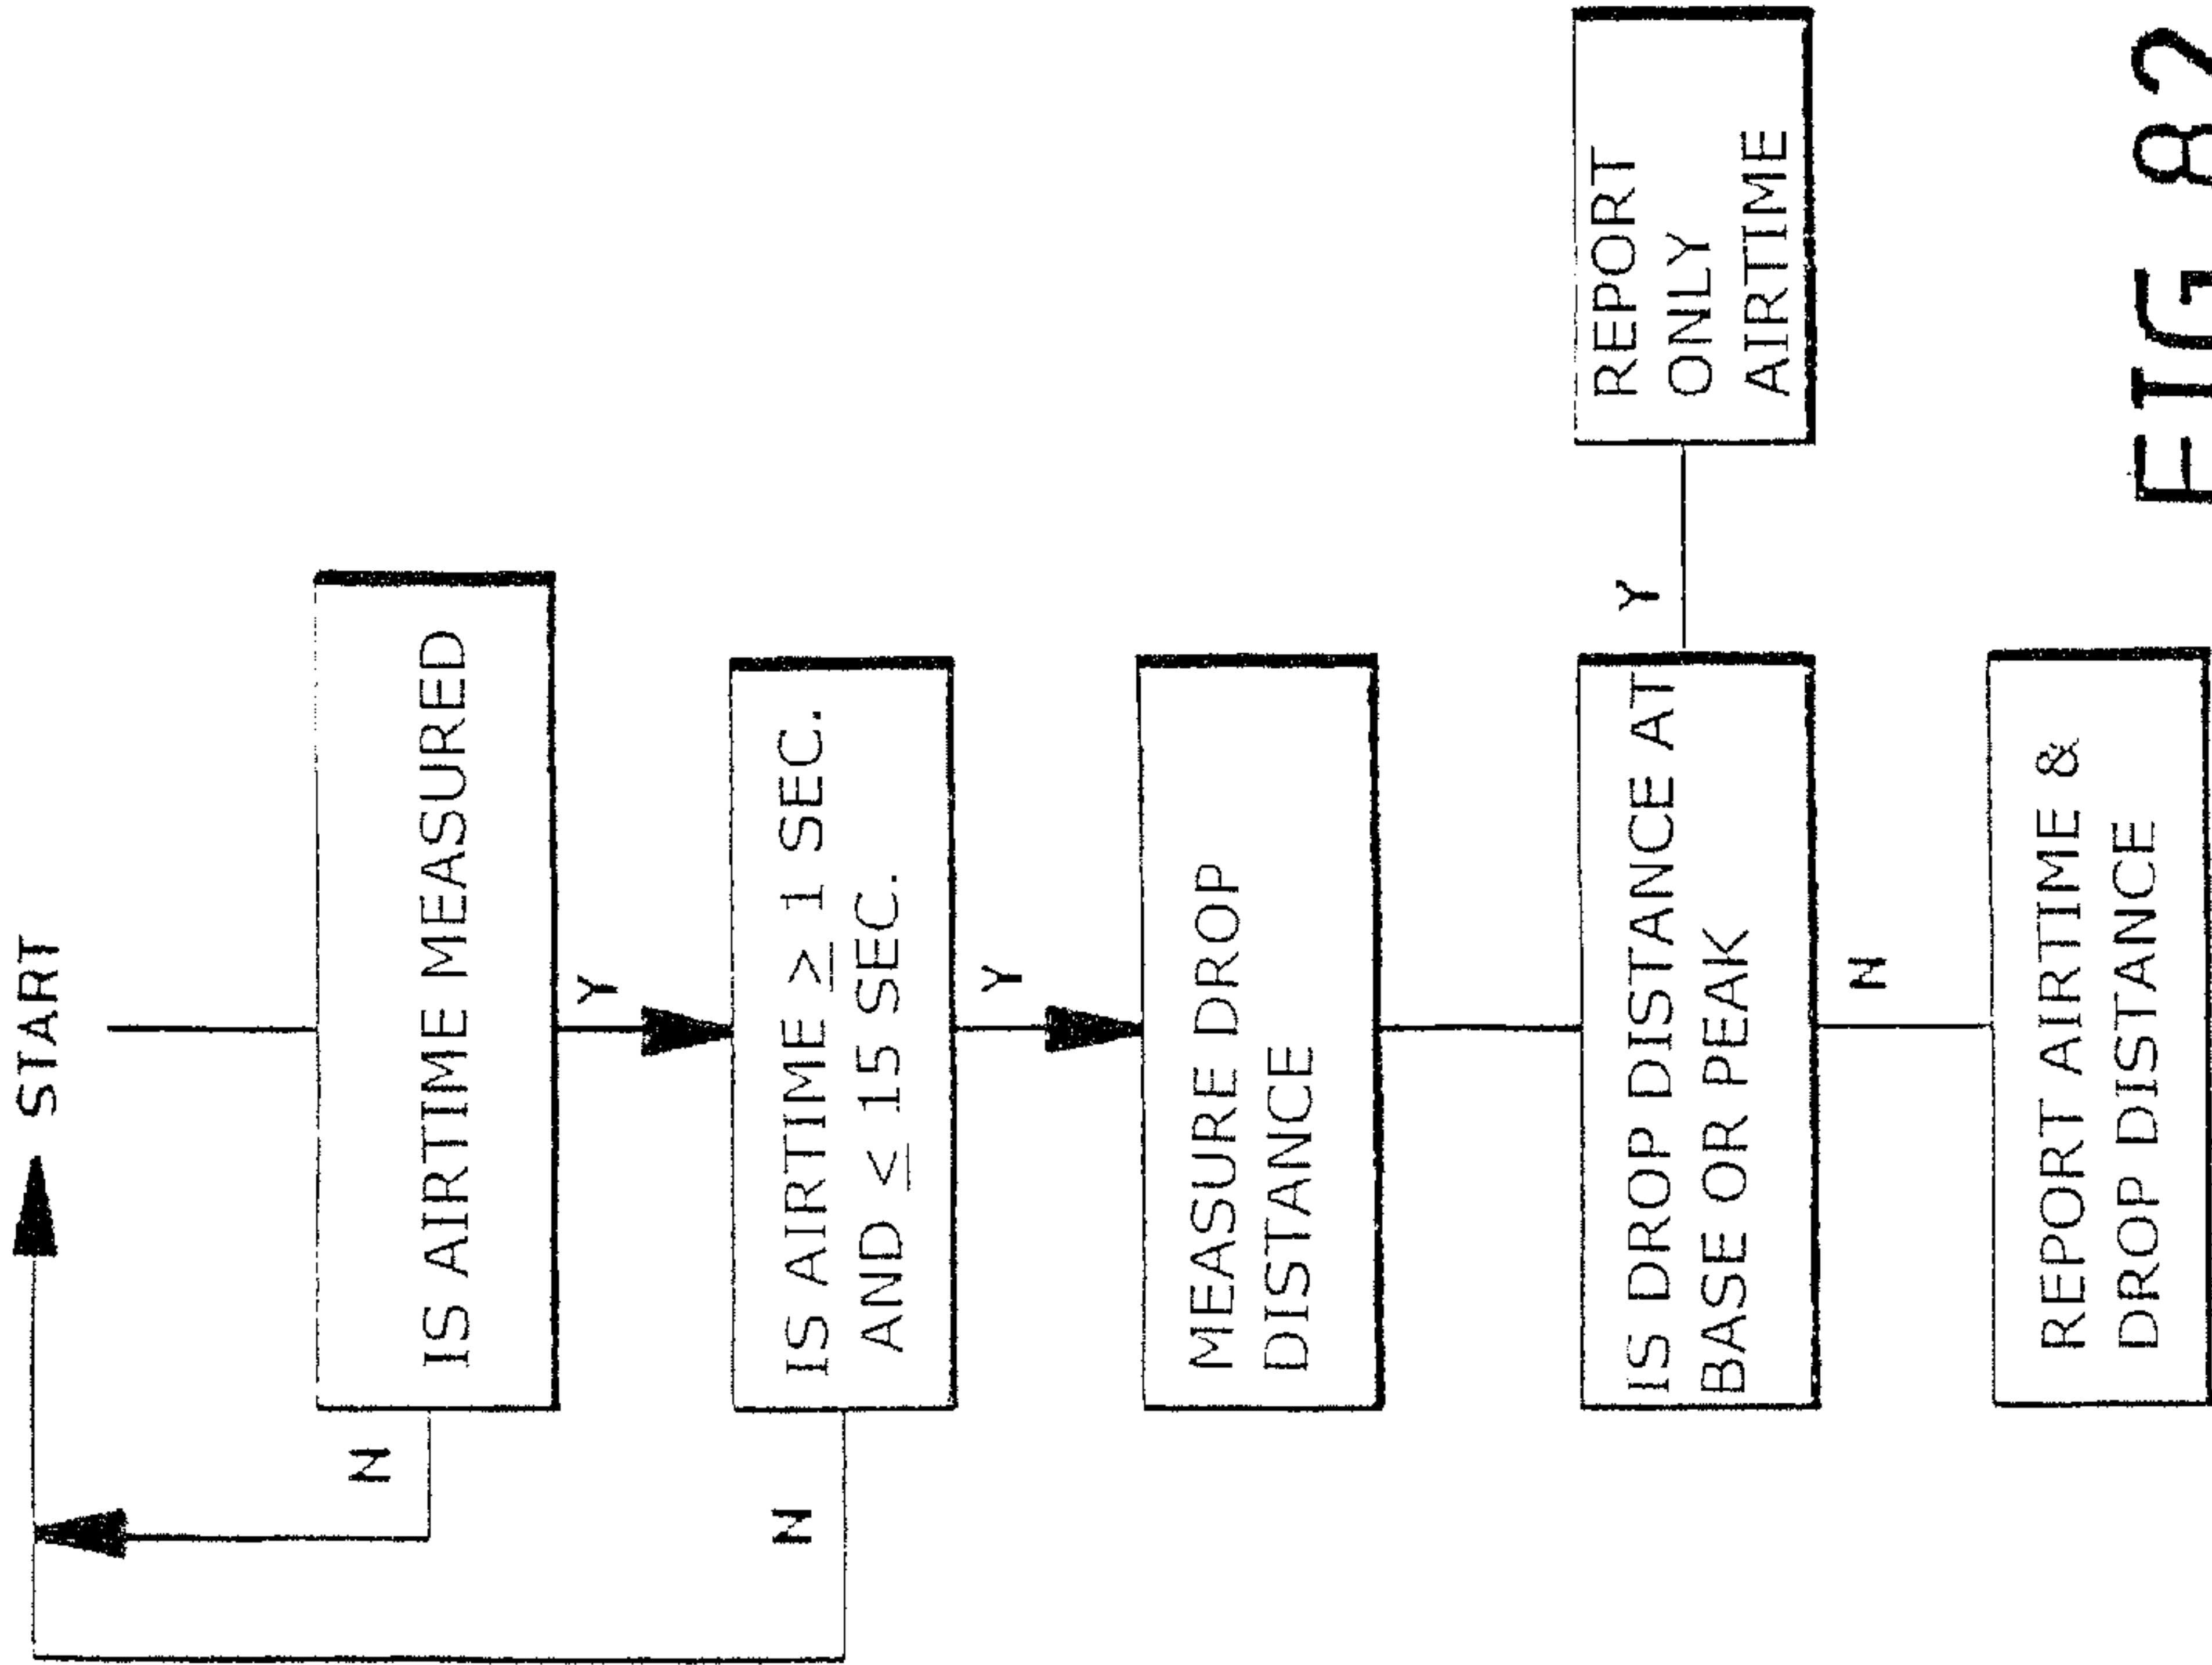 START
IS AIRTIME MEASURED
N
Y
IS AIRTIME ≥ 1 SEC.
AND ≤ 15 SEC.
N
Y
MEASURE DROP
DISTANCE
IS DROP DISTANCE AT
BASE OR PEAK
Y
REPORT
ONLY
AIRTIME
N
REPORT AIRTIME &
DROP DISTANCE
FIG 82